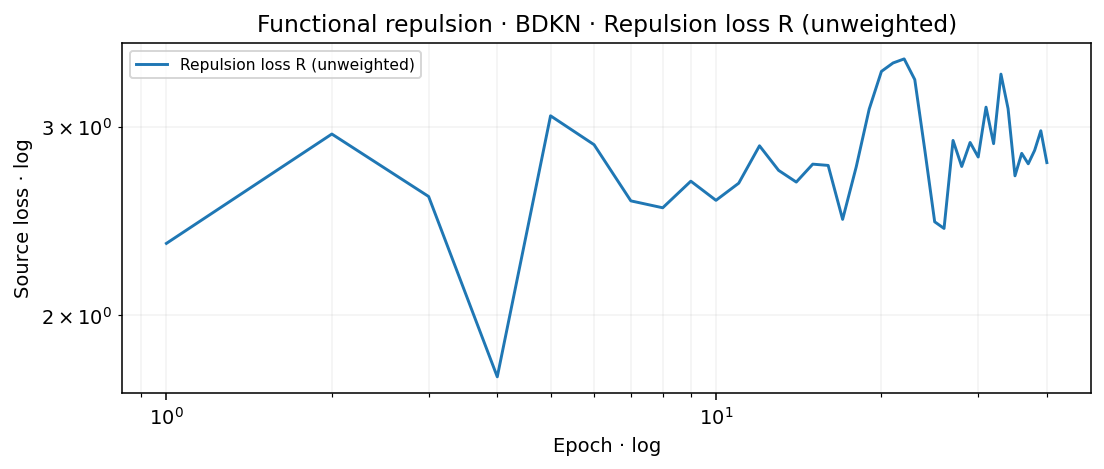 Functional repulsion · BDKN · Repulsion loss R (unweighted)
Repulsion loss R (unweighted)
Source loss · log
3 × 10⁰
2 × 10⁰
10⁰
10¹
Epoch · log